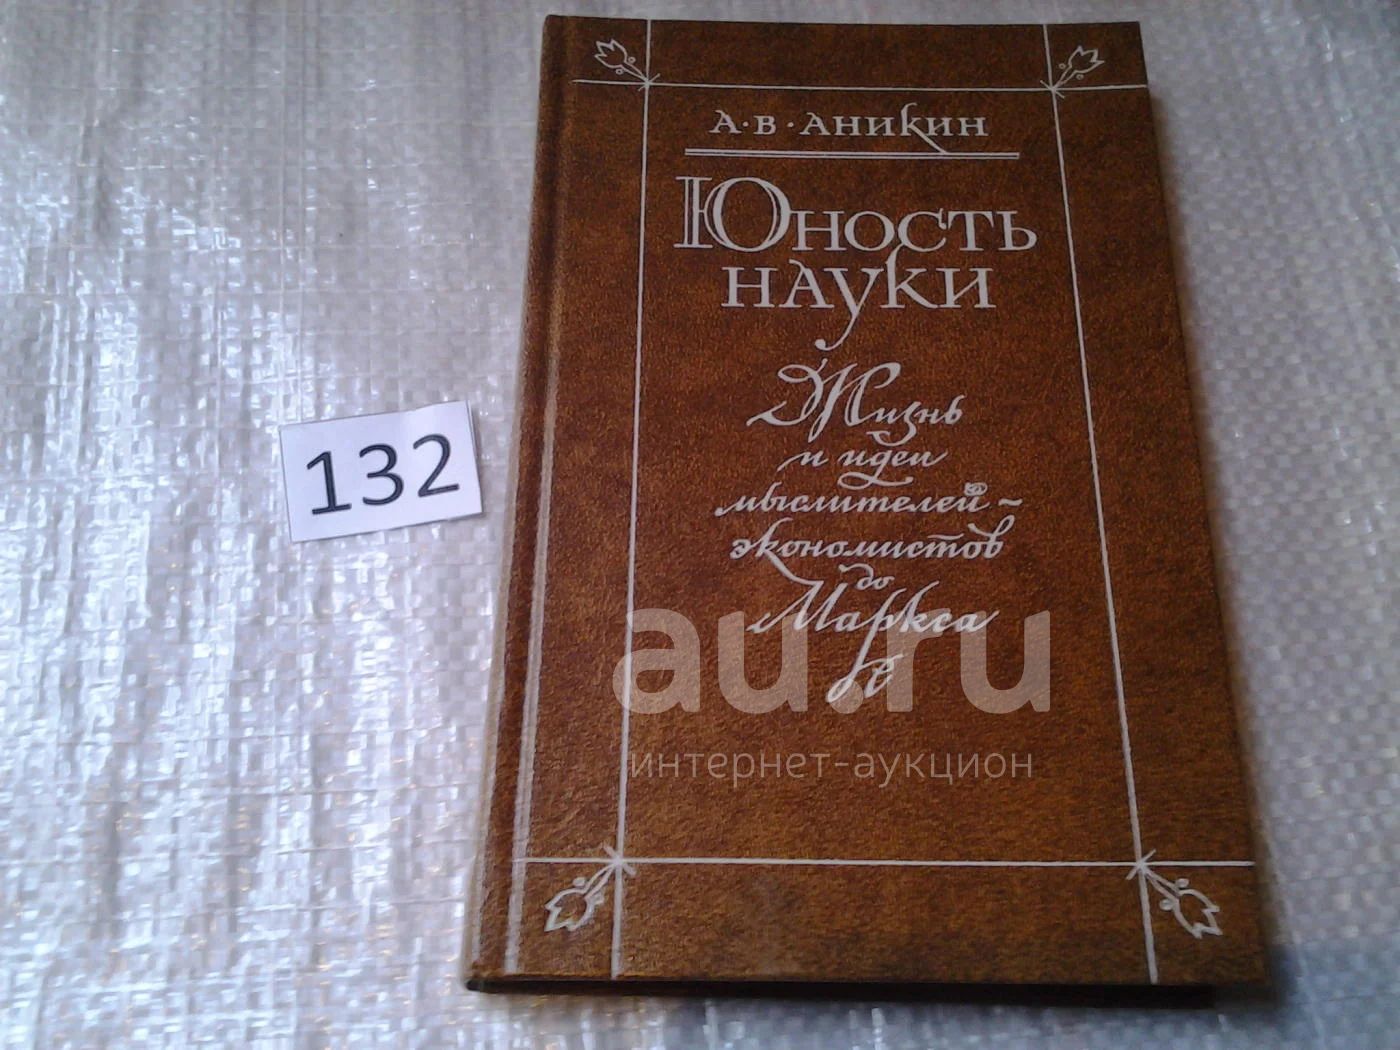 А·В·АНИКИН
Юность
науки
Жизнь
и идеи
мыслителей-
экономистов
до
Маркса
132
au.ru
интернет-аукцион